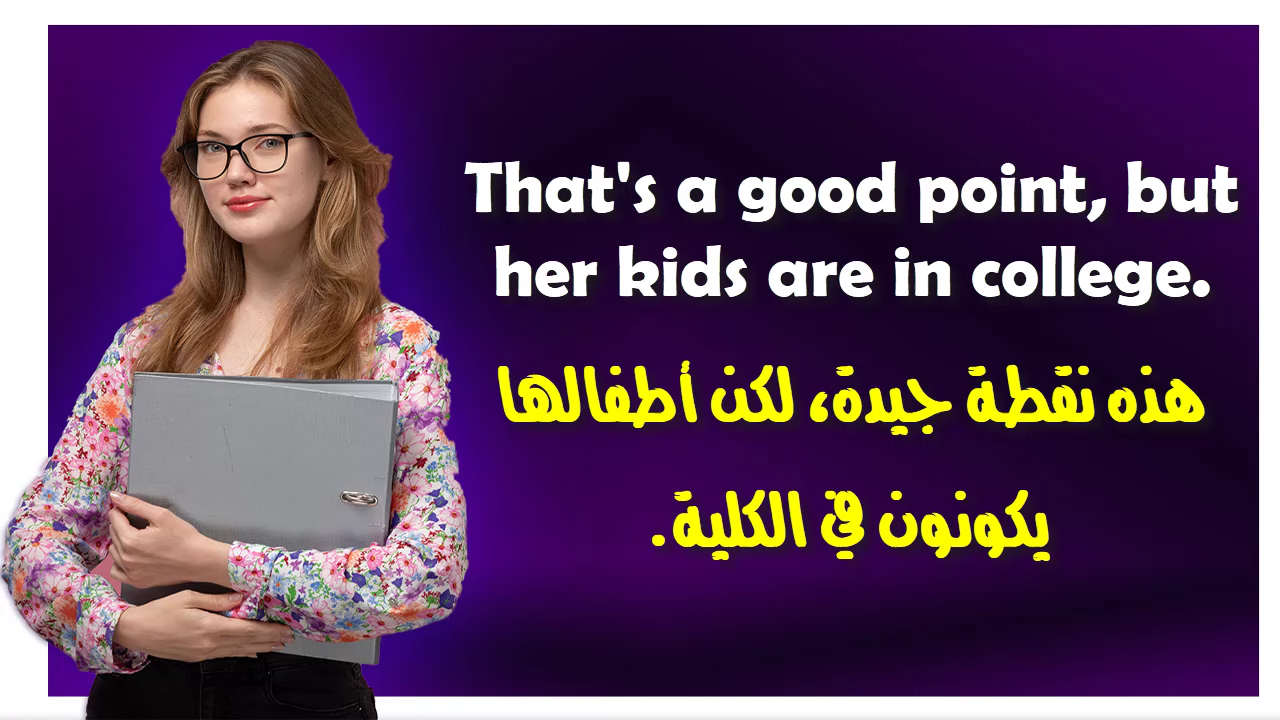 That's a good point, but
her kids are in college.
هذه نقطة جيدة، لكن أطفالها
يكونون في الكلية.